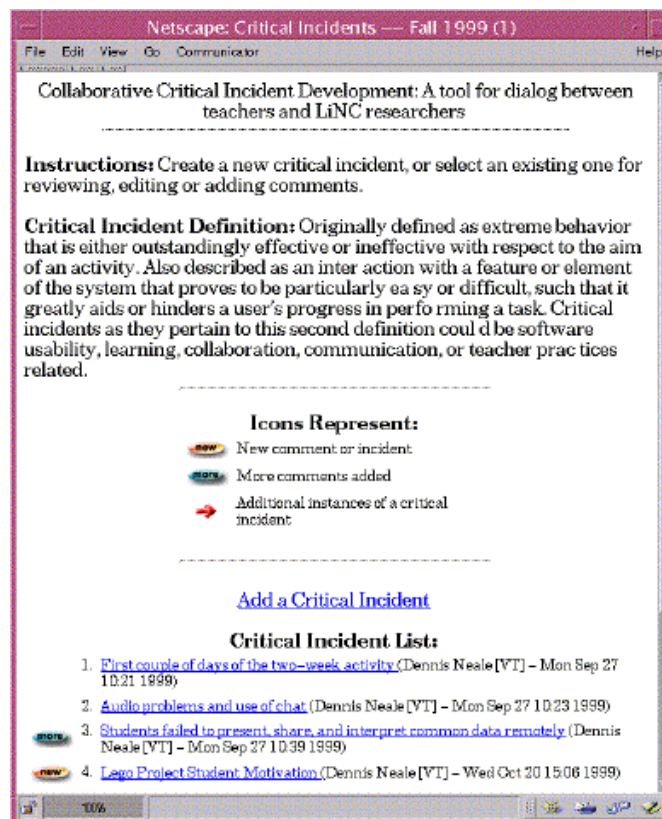 Netscape: Critical Incidents –– Fall 1999 (1)
File Edit View Go Communicator Help
Collaborative Critical Incident Development: A tool for dialog between
teachers and LiNC researchers
Instructions: Create a new critical incident, or select an existing one for
reviewing, editing or adding comments.
Critical Incident Definition: Originally defined as extreme behavior
that is either outstandingly effective or ineffective with respect to the aim
of an activity. Also described as an inter action with a feature or element
of the system that proves to be particularly ea sy or difficult, such that it
greatly aids or hinders a user's progress in perfo rming a task. Critical
incidents as they pertain to this second definition coul d be software
usability, learning, collaboration, communication, or teacher prac tices
related.
Icons Represent:
new New comment or incident
more More comments added
Additional instances of a critical
incident
Add a Critical Incident
Critical Incident List:
1. First couple of days of the two–week activity (Dennis Neale [VT] – Mon Sep 27
10:21 1999)
2. Audio problems and use of chat (Dennis Neale [VT] – Mon Sep 27 10:23 1999)
more 3. Students failed to present, share, and interpret common data remotely (Dennis
Neale [VT] – Mon Sep 27 10:39 1999)
new 4. Lego Project Student Motivation (Dennis Neale [VT] – Wed Oct 20 15:06 1999)
100%